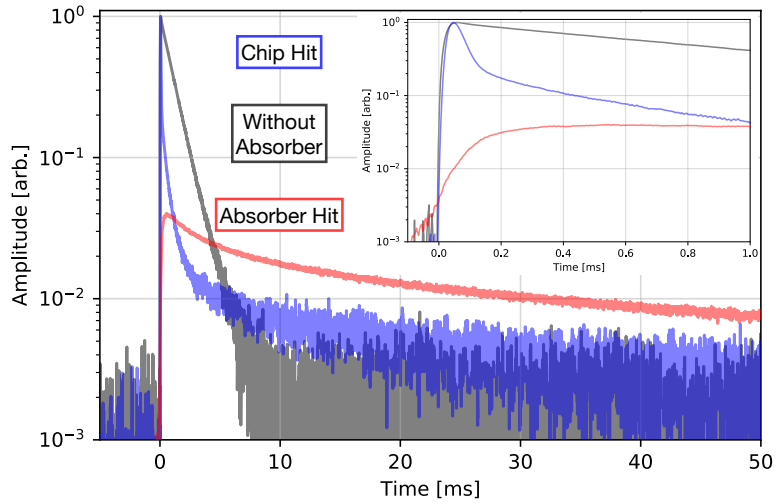 Chip Hit
Without
Absorber
Absorber Hit
Amplitude [arb.]
10⁰
10⁻¹
10⁻²
10⁻³
0
10
20
30
40
50
Time [ms]
Amplitude [arb.]
10⁰
10⁻¹
10⁻²
10⁻³
0.0
0.2
0.4
0.6
0.8
1.0
Time [ms]